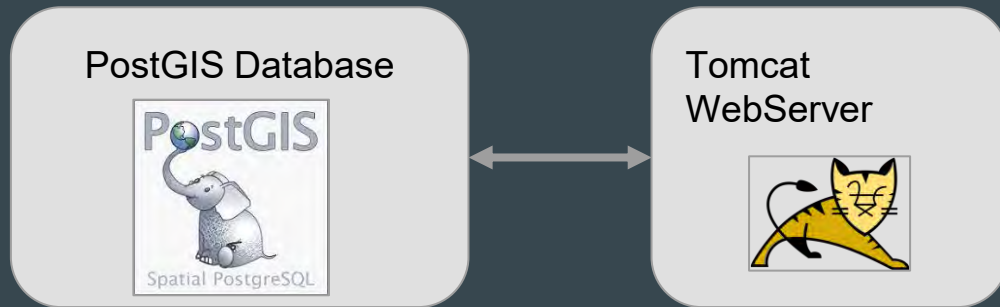 PostGIS Database
PostGIS
Spatial PostgreSQL
Tomcat
WebServer